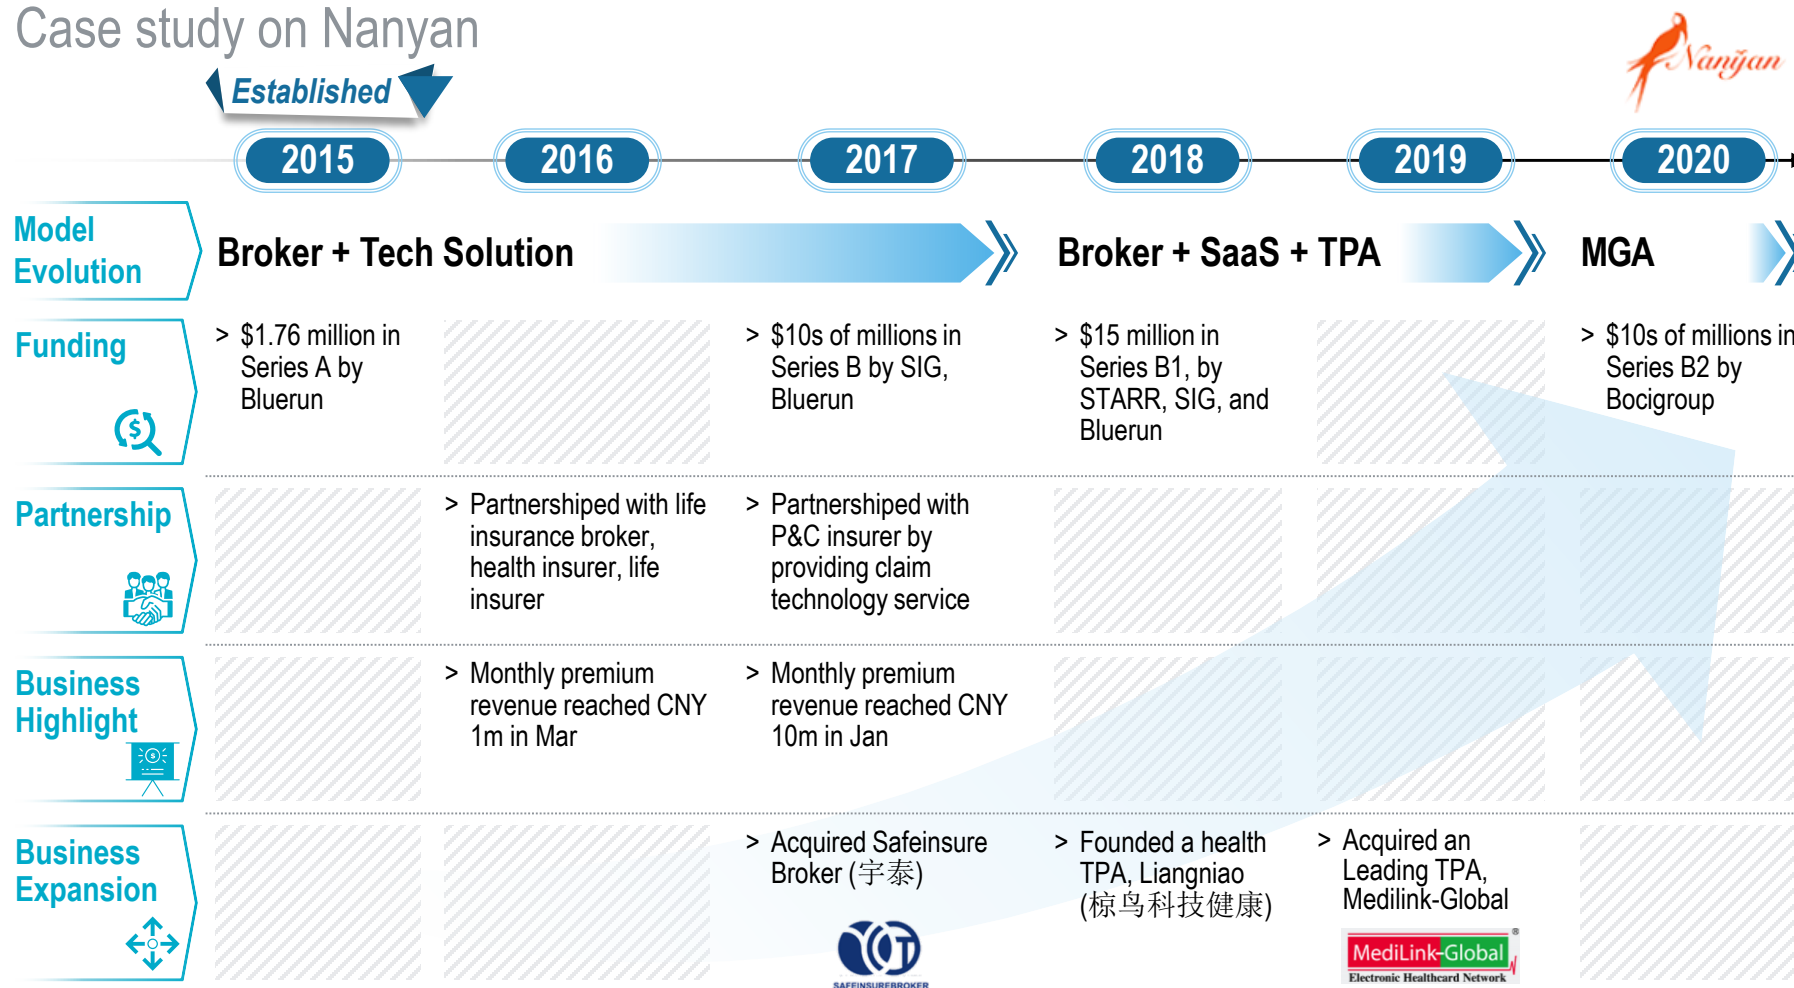 Case study on Nanyan
Nanyan
Established
2015
2016
2017
2018
2019
2020
Model
Evolution
Broker + Tech Solution
Broker + SaaS + TPA
MGA
Funding
> $1.76 million in
Series A by
Bluerun
> $10s of millions in
Series B by SIG,
Bluerun
> $15 million in
Series B1, by
STARR, SIG, and
Bluerun
> $10s of millions in
Series B2 by
Bocigroup
Partnership
> Partnershiped with life
insurance broker,
health insurer, life
insurer
> Partnershiped with
P&C insurer by
providing claim
technology service
Business
Highlight
> Monthly premium
revenue reached CNY
1m in Mar
> Monthly premium
revenue reached CNY
10m in Jan
Business
Expansion
> Acquired Safeinsure
Broker (宇泰)
SAFEINSUREBROKER
> Founded a health
TPA, Liangniao
(椋鸟科技健康)
> Acquired an
Leading TPA,
Medilink-Global
MediLink-Global ®
Electronic Healthcard Network